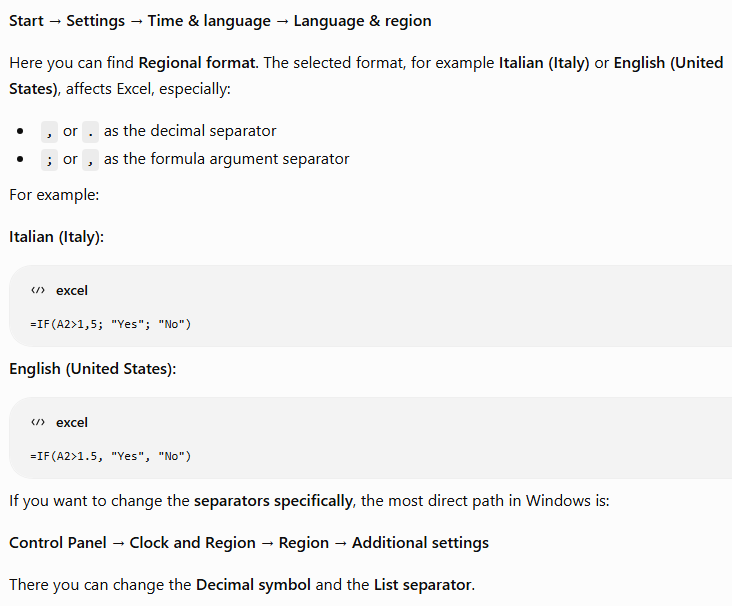 Start → Settings → Time & language → Language & region
Here you can find Regional format. The selected format, for example Italian (Italy) or English (United
States), affects Excel, especially:
, or . as the decimal separator
; or , as the formula argument separator
For example:
Italian (Italy):
</> excel
=IF(A2>1,5; "Yes"; "No")
English (United States):
</> excel
=IF(A2>1.5, "Yes", "No")
If you want to change the separators specifically, the most direct path in Windows is:
Control Panel → Clock and Region → Region → Additional settings
There you can change the Decimal symbol and the List separator.